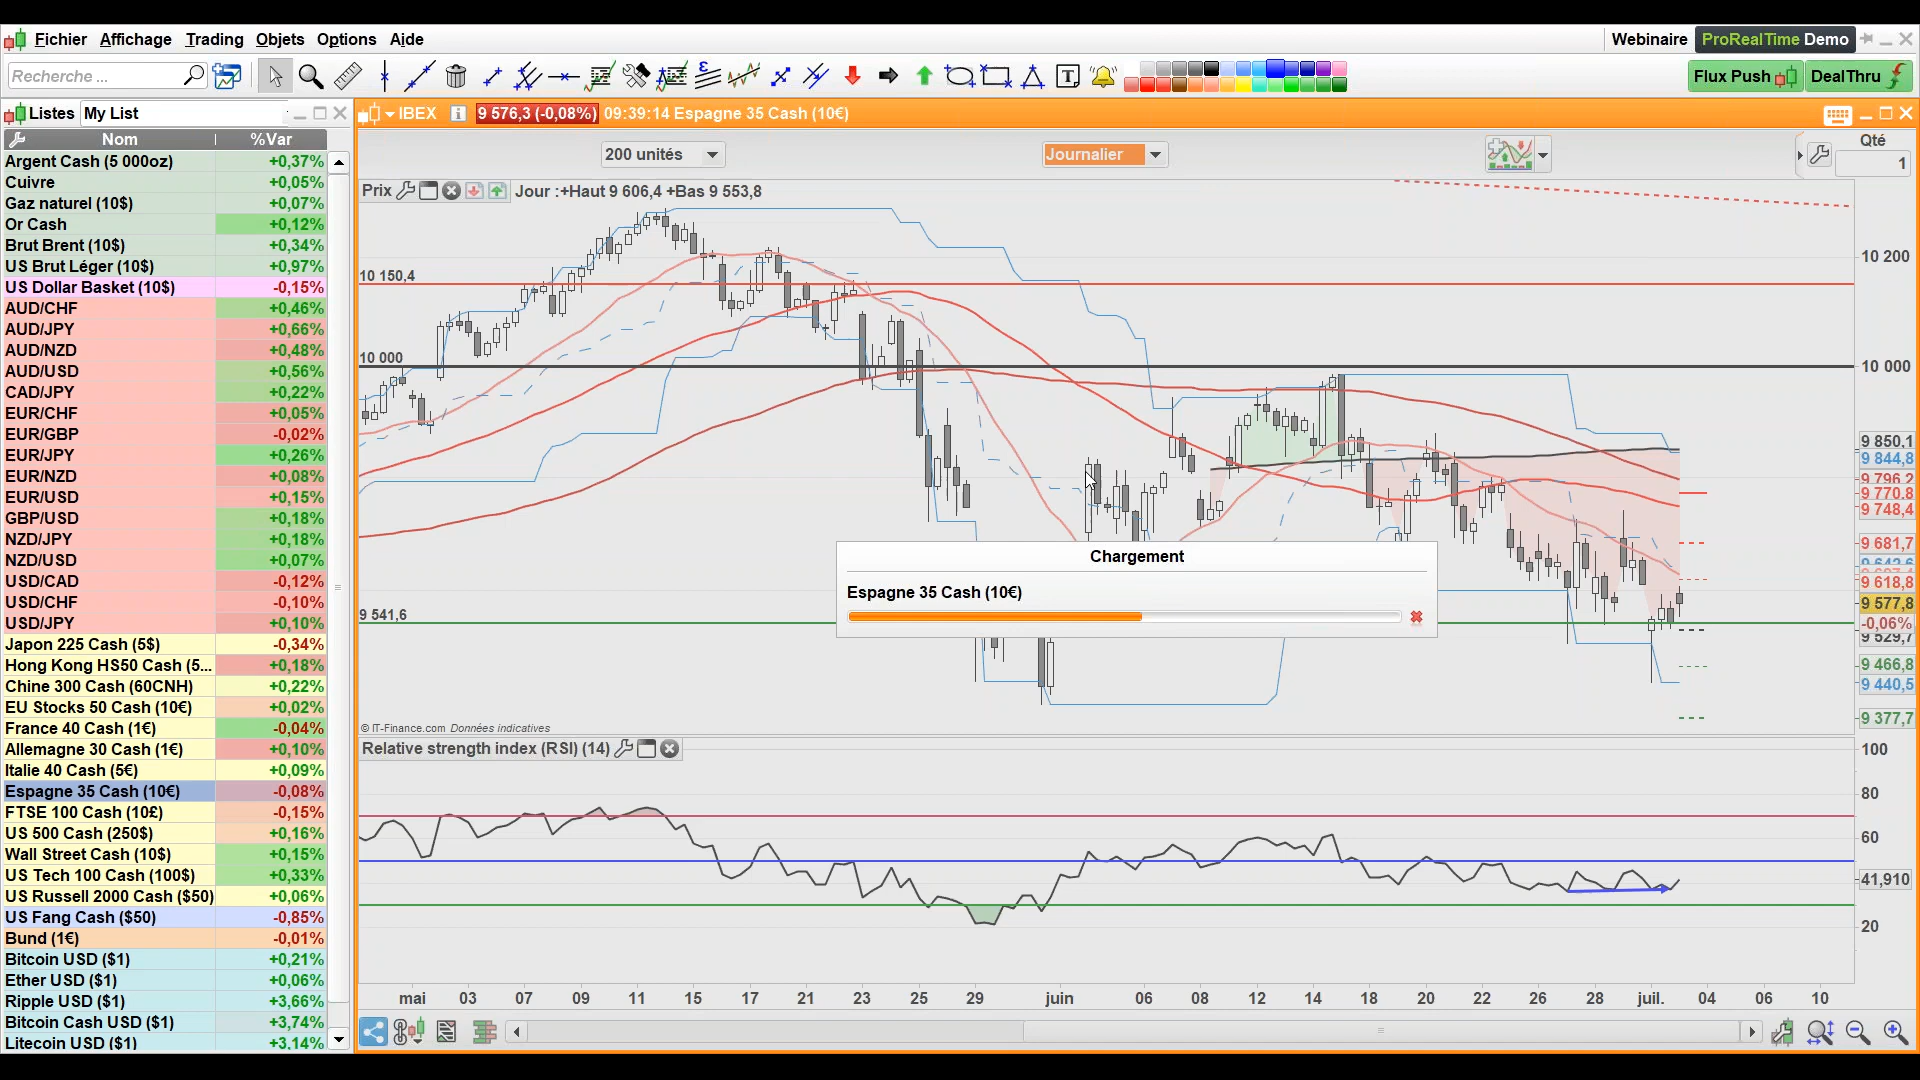 Fichier Affichage Trading Objets Options Aide Webinaire ProRealTime Demo
Recherche ... Flux Push DealThru
Listes My List
Nom %Var
Argent Cash (5 000oz) +0,37%
Cuivre +0,05%
Gaz naturel (10$) +0,07%
Or Cash +0,12%
Brut Brent (10$) +0,34%
US Brut Léger (10$) +0,97%
US Dollar Basket (10$) -0,15%
AUD/CHF +0,46%
AUD/JPY +0,66%
AUD/NZD +0,48%
AUD/USD +0,56%
CAD/JPY +0,22%
EUR/CHF +0,05%
EUR/GBP -0,02%
EUR/JPY +0,26%
EUR/NZD +0,08%
EUR/USD +0,15%
GBP/USD +0,18%
NZD/JPY +0,18%
NZD/USD +0,07%
USD/CAD -0,12%
USD/CHF -0,10%
USD/JPY +0,10%
Japon 225 Cash (5$) -0,34%
Hong Kong HS50 Cash (5... +0,18%
Chine 300 Cash (60CNH) +0,22%
EU Stocks 50 Cash (10€) +0,02%
France 40 Cash (1€) -0,04%
Allemagne 30 Cash (1€) +0,10%
Italie 40 Cash (5€) +0,09%
Espagne 35 Cash (10€) -0,08%
FTSE 100 Cash (10£) -0,15%
US 500 Cash (250$) +0,16%
Wall Street Cash (10$) +0,15%
US Tech 100 Cash (100$) +0,33%
US Russell 2000 Cash ($50) +0,06%
US Fang Cash ($50) -0,85%
Bund (1€) -0,01%
Bitcoin USD ($1) +0,21%
Ether USD ($1) +0,06%
Ripple USD ($1) +3,66%
Bitcoin Cash USD ($1) +3,74%
Litecoin USD ($1) +3,14%
IBEX 9 576,3 (-0,08%) 09:39:14 Espagne 35 Cash (10€)
200 unités Journalier Qté
1
Prix Jour :+Haut 9 606,4 +Bas 9 553,8
10 200
10 150,4
10 000 10 000
9 850,1
9 844,8
9 796,2
9 770,8
9 748,4
9 681,7
9 618,8
9 577,8
-0,06%
9 529,7
9 466,8
9 440,5
9 377,7
Chargement
Espagne 35 Cash (10€)
9 541,6
© IT-Finance.com Données indicatives
Relative strength index (RSI) (14)
100
80
60
41,910
20
mai 03 07 09 11 15 17 21 23 25 29 juin 06 08 12 14 18 20 22 26 28 juil. 04 06 10